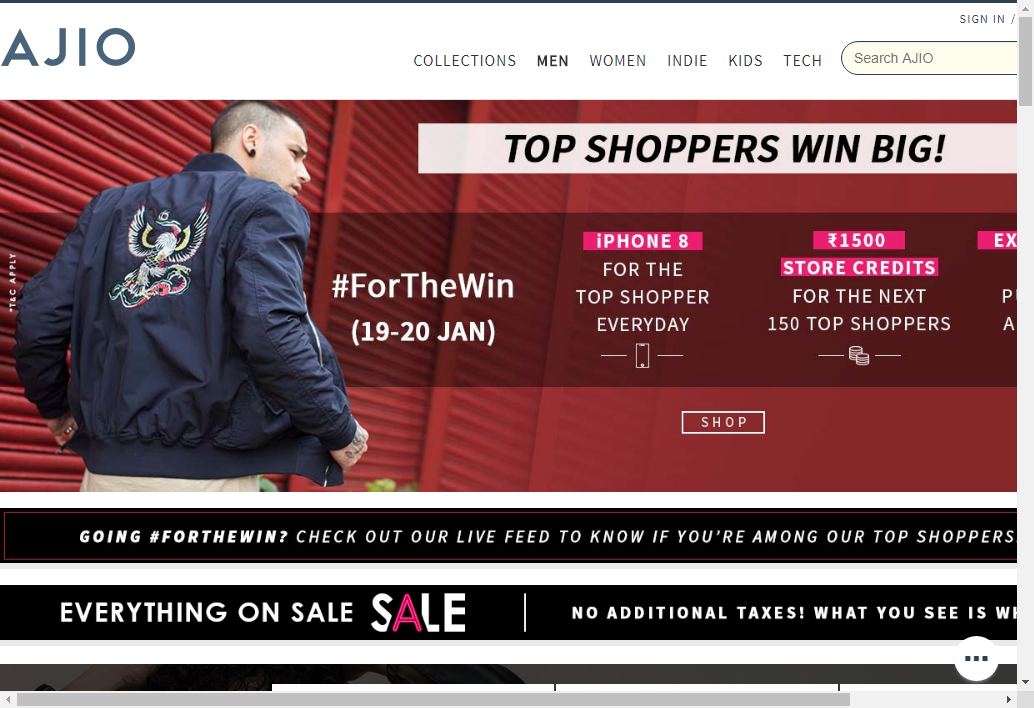 SIGN IN /
AJIO
COLLECTIONS MEN WOMEN INDIE KIDS TECH
Search AJIO
TOP SHOPPERS WIN BIG!
*T&C APPLY
#ForTheWin
(19-20 JAN)
iPHONE 8
FOR THE
TOP SHOPPER
EVERYDAY
₹1500
STORE CREDITS
FOR THE NEXT
150 TOP SHOPPERS
SHOP
GOING #FORTHEWIN? CHECK OUT OUR LIVE FEED TO KNOW IF YOU'RE AMONG OUR TOP SHOPPERS
EVERYTHING ON SALE SALE
NO ADDITIONAL TAXES! WHAT YOU SEE IS